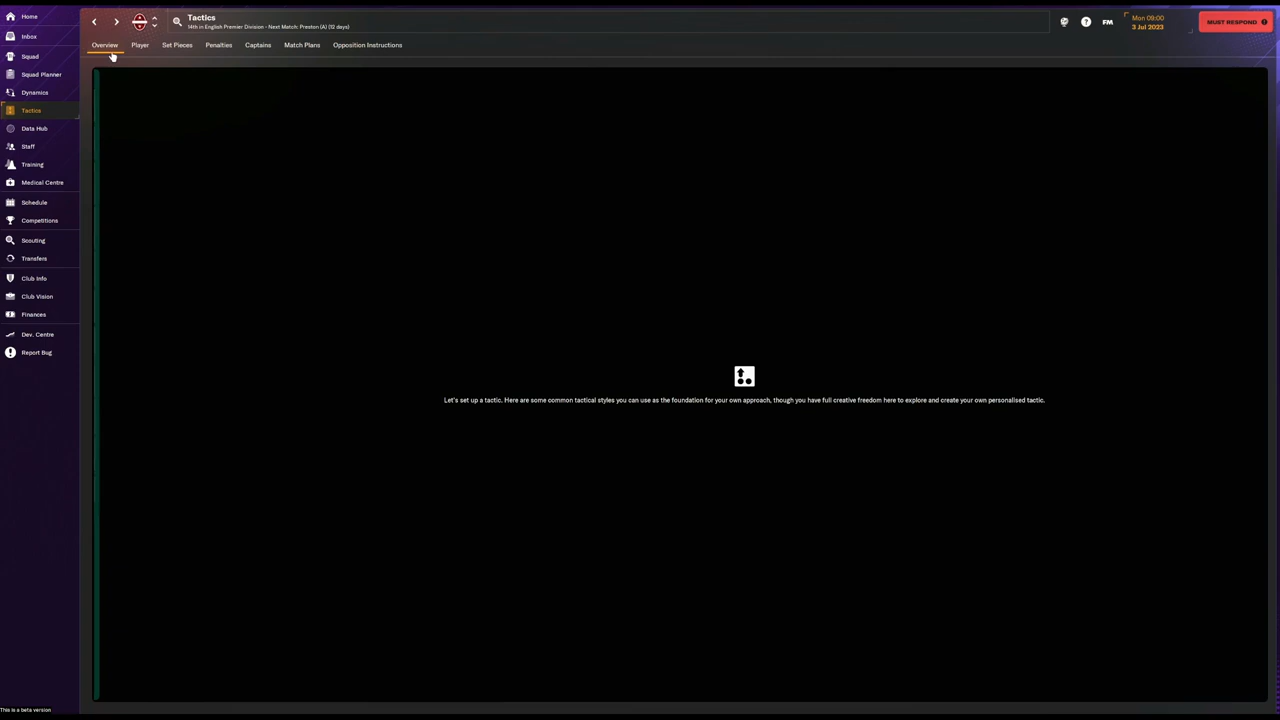 Home
Inbox
Squad
Squad Planner
Dynamics
Tactics
Data Hub
Staff
Training
Medical Centre
Schedule
Competitions
Scouting
Transfers
Club Info
Club Vision
Finances
Dev. Centre
Report Bug
This is a beta version
Tactics
14th in English Premier Division - Next Match: Preston (A) (12 days)
FM
Mon 09:00
3 Jul 2023
MUST RESPOND
Overview Player Set Pieces Penalties Captains Match Plans Opposition Instructions
Let's set up a tactic. Here are some common tactical styles you can use as the foundation for your own approach, though you have full creative freedom here to explore and create your own personalised tactic.